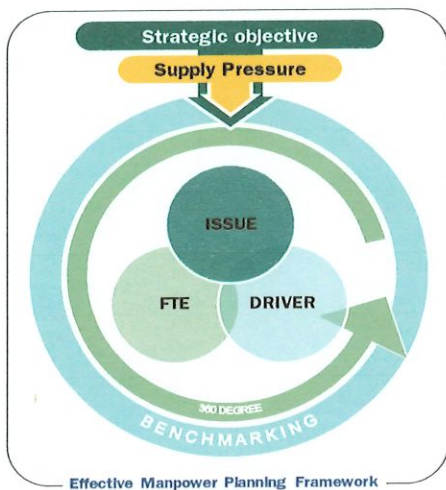 Strategic objective
Supply Pressure
ISSUE
FTE
DRIVER
360 DEGREE
BENCHMARKING
Effective Manpower Planning Framework